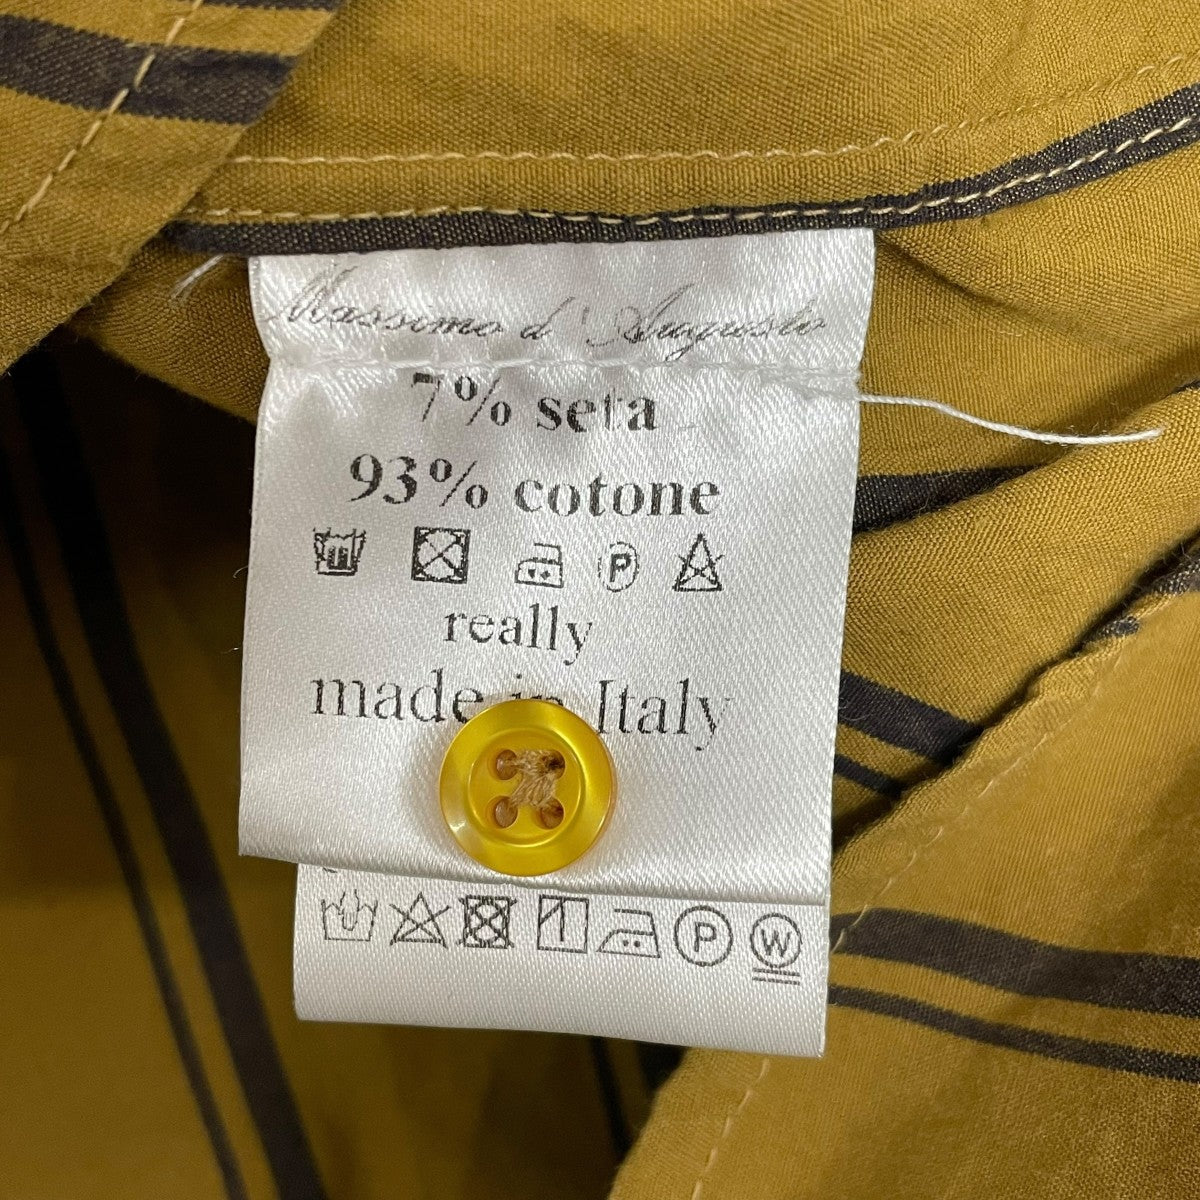 Massimo d'Augusto
7% seta
93% cotone
P
really
made in Italy
P W